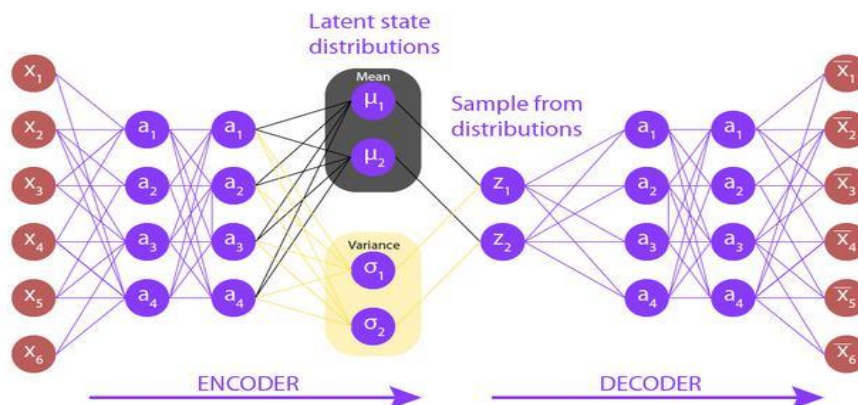 Latent state
distributions
x₁
x₂
x₃
x₄
x₅
x₆
a₁
a₂
a₃
a₄
a₁
a₂
a₃
a₄
Mean
μ₁
μ₂
Variance
σ₁
σ₂
Sample from
distributions
z₁
z₂
a₁
a₂
a₃
a₄
a₁
a₂
a₃
a₄
x̄₁
x̄₂
x̄₃
x̄₄
x̄₅
x̄₆
ENCODER
DECODER